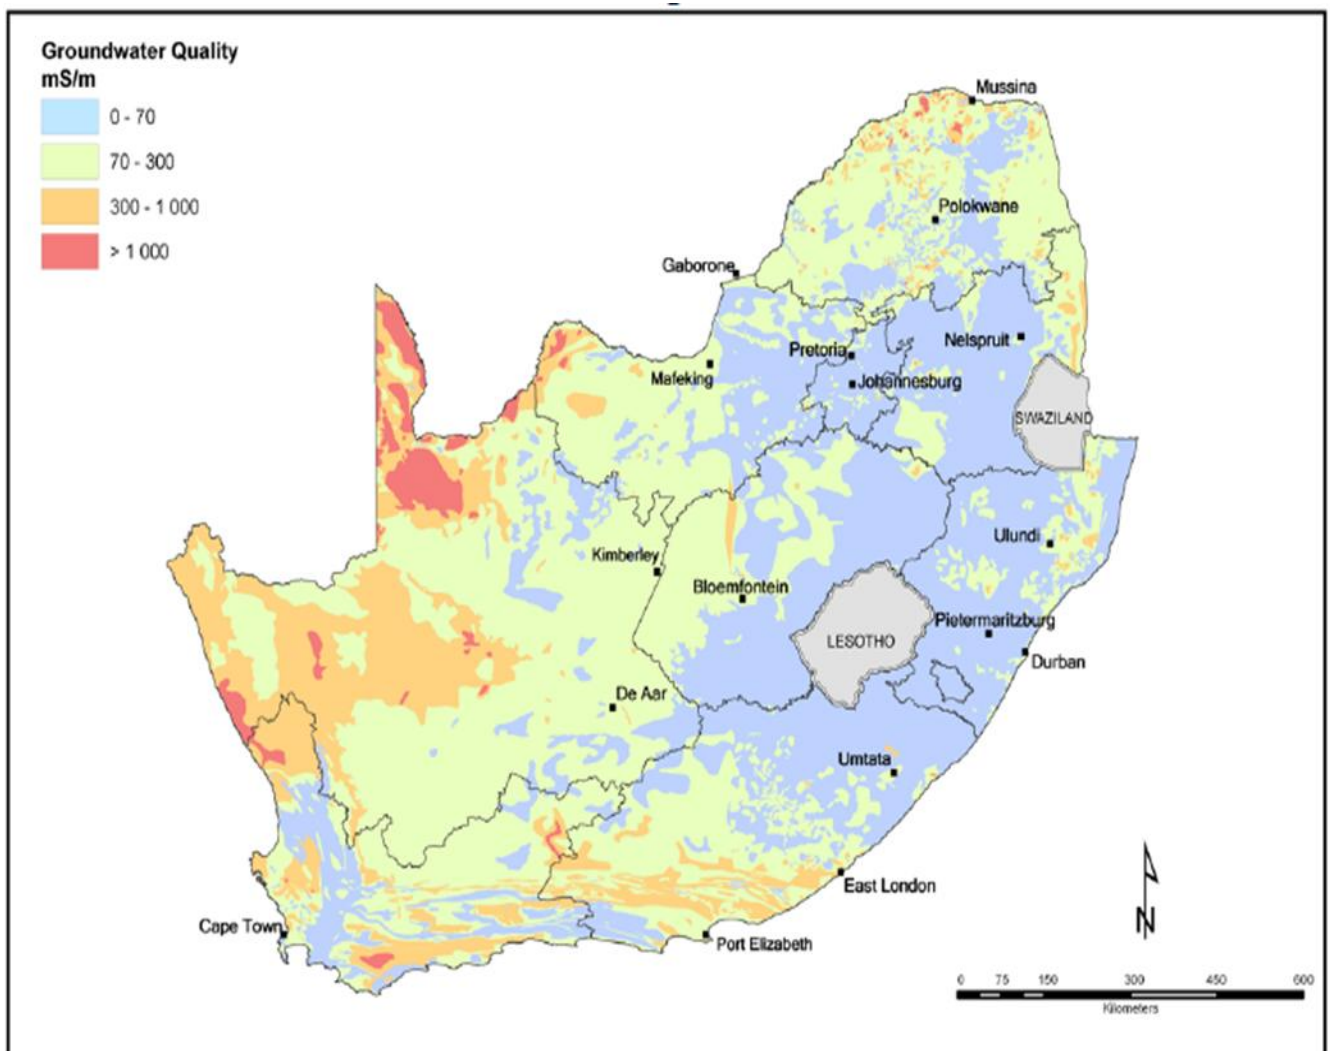 Groundwater Quality
mS/m
0 - 70
70 - 300
300 - 1 000
> 1 000
Mussina
Polokwane
Gaborone
Pretoria
Nelspruit
Mafeking
Johannesburg
SWAZILAND
Ulundi
Kimberley
Bloemfontein
Pietermaritzburg
LESOTHO
Durban
De Aar
Umtata
East London
Cape Town
Port Elizabeth
N
0 75 150 300 450 600
Kilometers